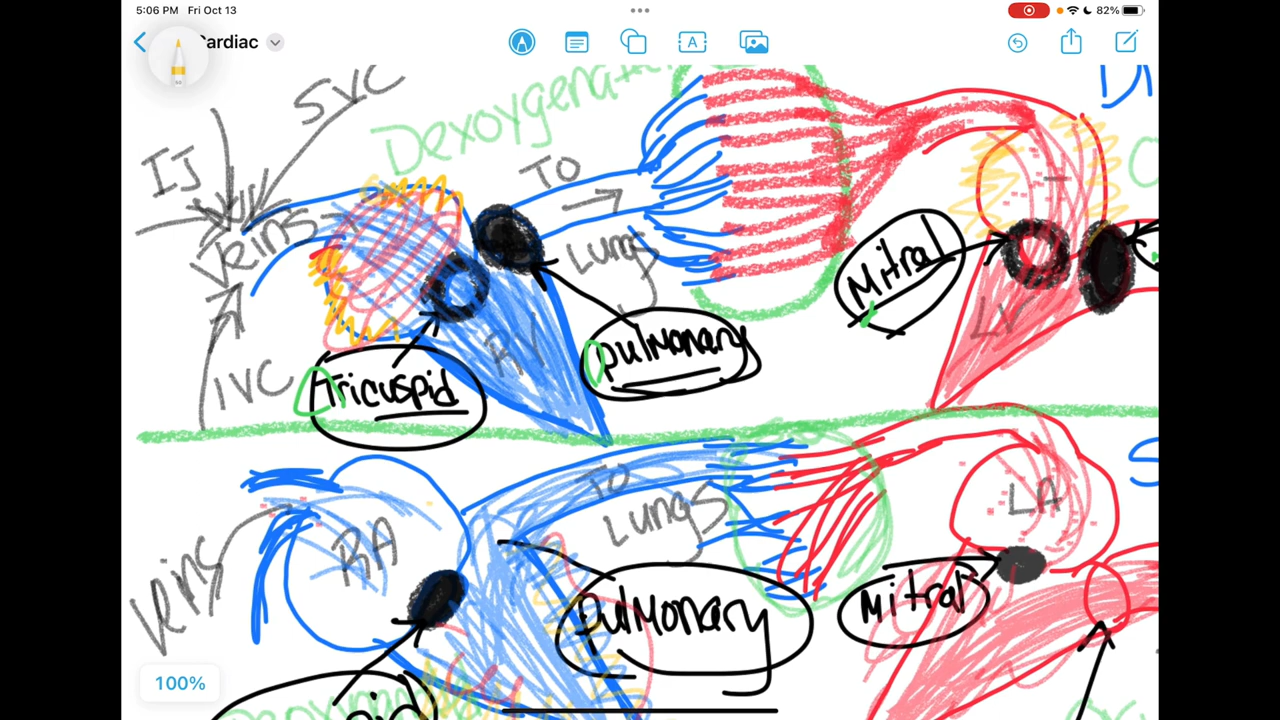 5:06 PM Fri Oct 13
82%
Cardiac
SVC
IJ
Dexoygenat
TO
Veins
Lungs
Mitral
RV
LV
pulmonary
IVC
Tricuspid
TO
Lungs
LA
RA
Veins
Mitral
pulmonary
100%